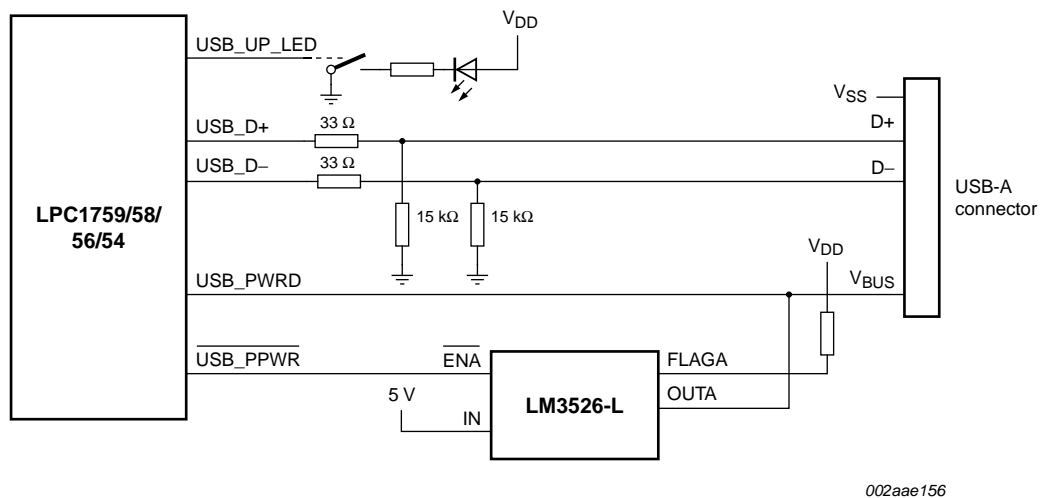 VDD
USB_UP_LED
VSS
USB_D+
33 Ω
D+
USB_D−
33 Ω
D−
USB-A
connector
LPC1759/58/
56/54
15 kΩ
15 kΩ
VDD
USB_PWRD
VBUS
USB_PPWR
ENA
FLAGA
5 V
OUTA
LM3526-L
IN
002aae156